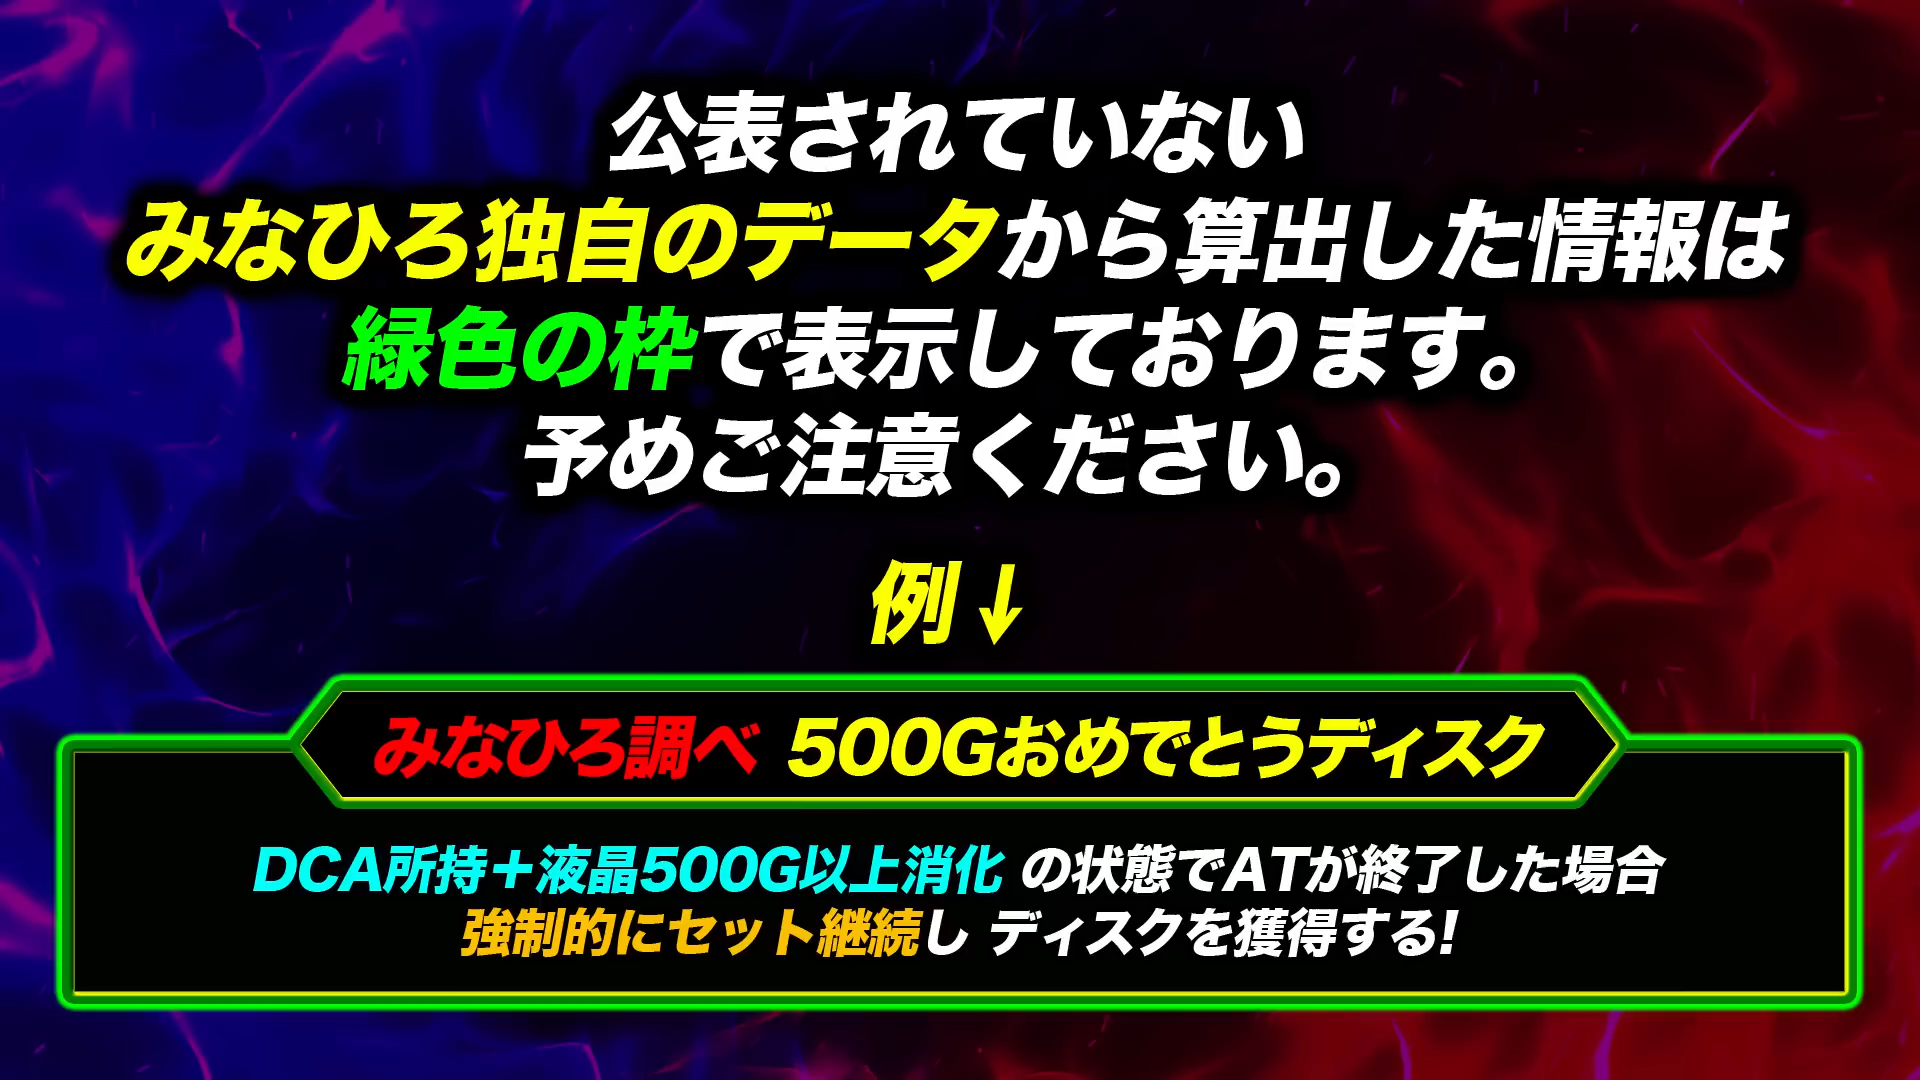 公表されていない
みなひろ独自のデータから算出した情報は
緑色の枠で表示しております。
予めご注意ください。
例↓
みなひろ調べ 500Gおめでとうディスク
DCA所持＋液晶500G以上消化 の状態でATが終了した場合
強制的にセット継続し ディスクを獲得する!